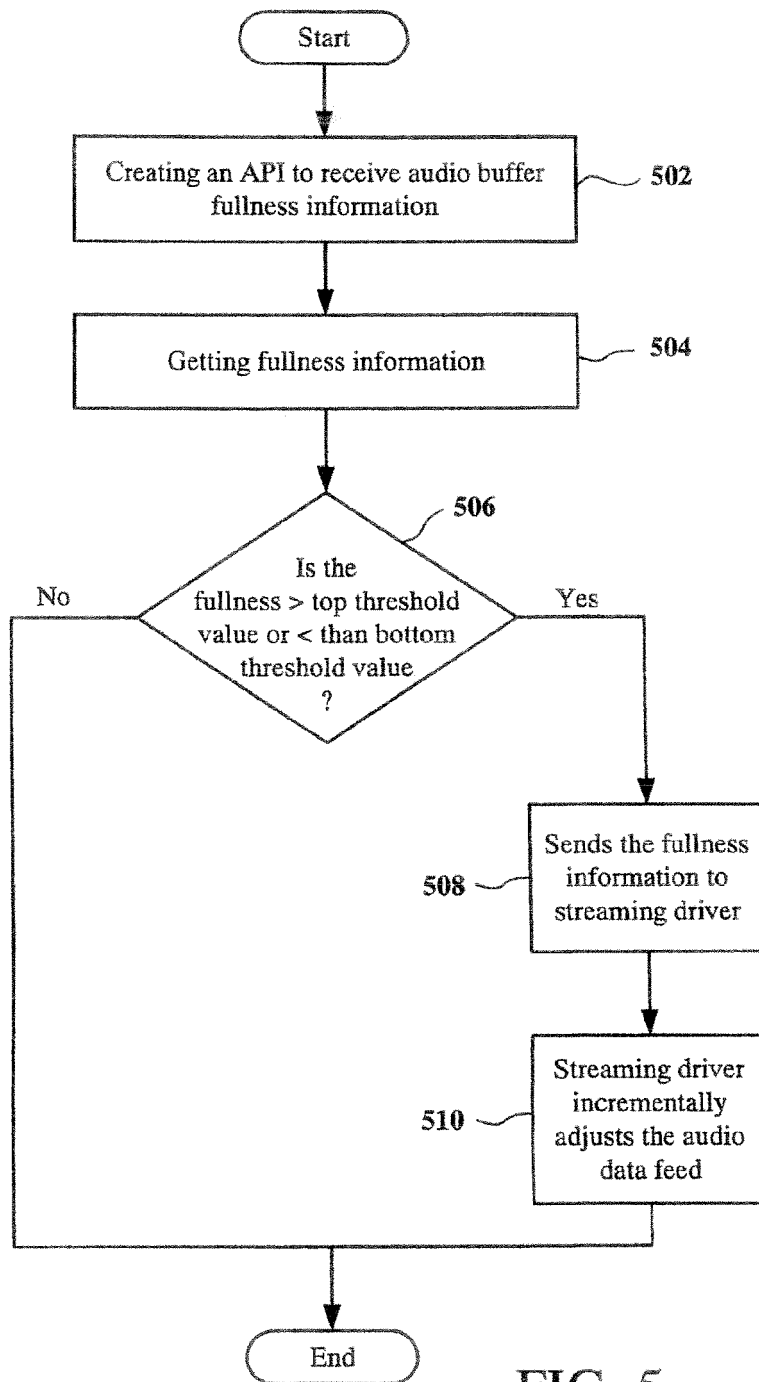 Start
Creating an API to receive audio buffer
fullness information
502
Getting fullness information
504
506
Is the
fullness > top threshold
value or < than bottom
threshold value
?
No
Yes
Sends the fullness
information to
streaming driver
508
Streaming driver
incrementally
adjusts the audio
data feed
510
End
FIG. 5